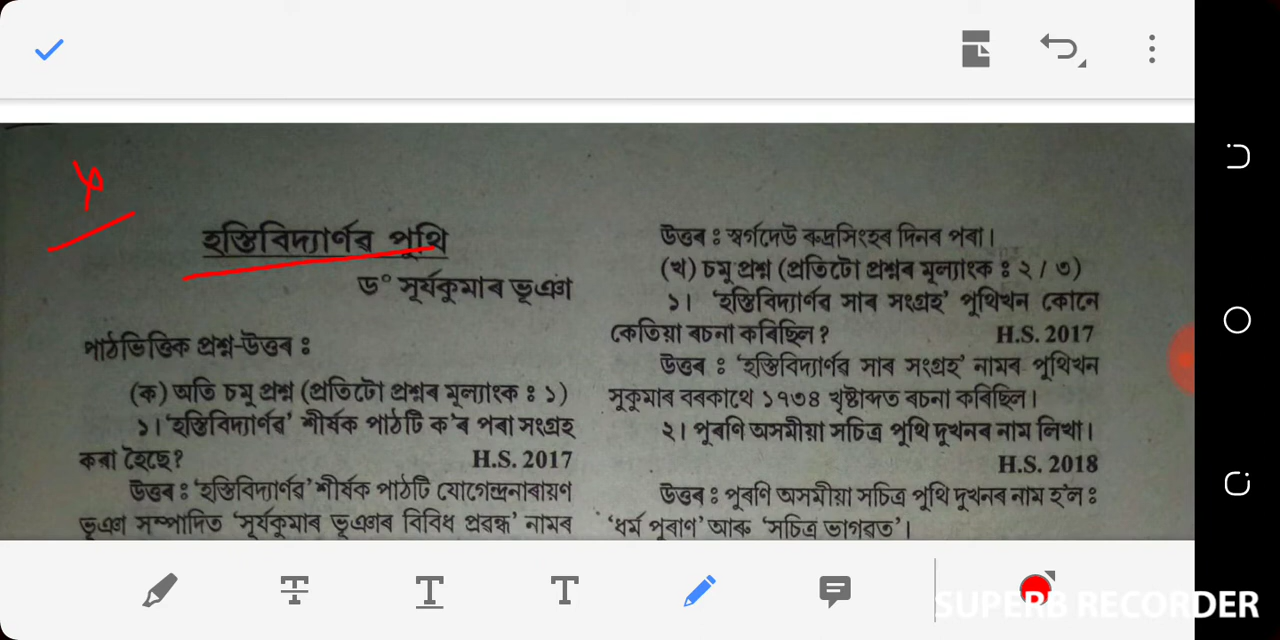 হস্তিবিদ্যাৰ্ণৱ পুথি
ড° সূৰ্যকুমাৰ ভূঞা
পাঠভিত্তিক প্ৰশ্ন-উত্তৰ :
(ক) অতি চমু প্ৰশ্ন (প্ৰতিটো প্ৰশ্নৰ মূল্যাংক : ১)
১। ‘হস্তিবিদ্যাৰ্ণৱ’ শীৰ্ষক পাঠটি ক’ৰ পৰা সংগ্ৰহ
কৰা হৈছে? H.S. 2017
উত্তৰ : ‘হস্তিবিদ্যাৰ্ণৱ’ শীৰ্ষক পাঠটি যোগেন্দ্ৰনাৰায়ণ
ভূঞা সম্পাদিত ‘সূৰ্যকুমাৰ ভূঞাৰ বিবিধ প্ৰৱন্ধ’ নামৰ
উত্তৰ : স্বৰ্গদেউ ৰুদ্ৰসিংহৰ দিনৰ পৰা।
(খ) চমু প্ৰশ্ন (প্ৰতিটো প্ৰশ্নৰ মূল্যাংক : ২ / ৩)
১। ‘হস্তিবিদ্যাৰ্ণৱ সাৰ সংগ্ৰহ’ পুথিখন কোনে
কেতিয়া ৰচনা কৰিছিল? H.S. 2017
উত্তৰ : ‘হস্তিবিদ্যাৰ্ণৱ সাৰ সংগ্ৰহ’ নামৰ পুথিখন
সুকুমাৰ বৰকাথে ১৭৩৪ খৃষ্টাব্দত ৰচনা কৰিছিল।
২। পুৰণি অসমীয়া সচিত্ৰ পুথি দুখনৰ নাম লিখা।
H.S. 2018
উত্তৰ : পুৰণি অসমীয়া সচিত্ৰ পুথি দুখনৰ নাম হ’ল :
‘ধৰ্ম পুৰাণ’ আৰু ‘সচিত্ৰ ভাগৱত’।
SUPERB RECORDER